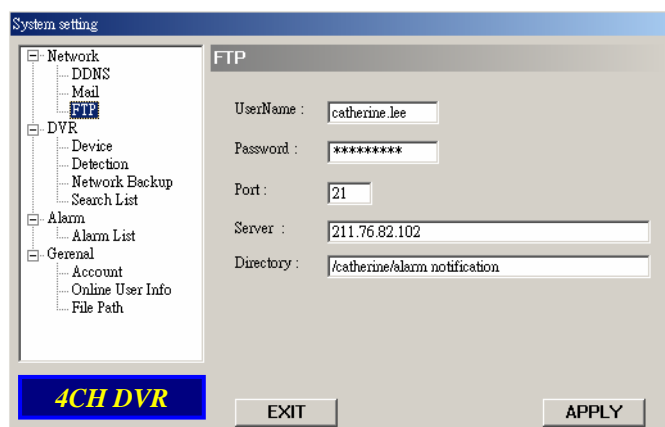 System setting
Network
DDNS
Mail
FTP
DVR
Device
Detection
Network Backup
Search List
Alarm
Alarm List
Gerenal
Account
Online User Info
File Path
4CH DVR
FTP
UserName : catherine.lee
Password : *********
Port : 21
Server : 211.76.82.102
Directory : /catherine/alarm notification
EXIT APPLY